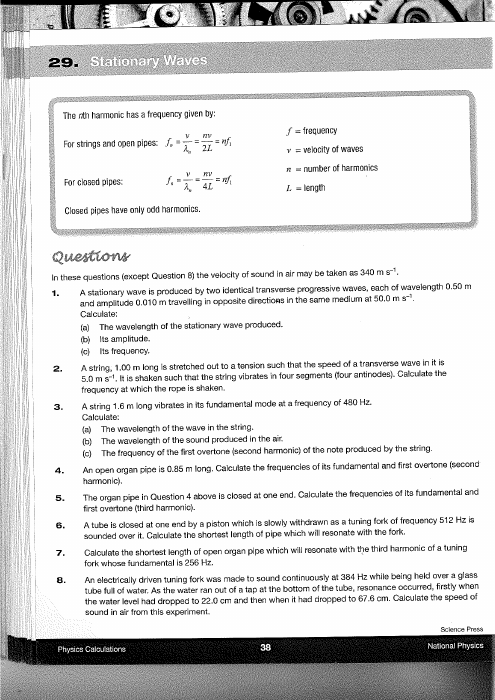 29. Stationary Waves
The nth harmonic has a frequency given by:
For strings and open pipes: fₙ = v/λₙ = nv/2L = nf₁
f = frequency
v = velocity of waves
n = number of harmonics
For closed pipes: fₙ = v/λₙ = nv/4L = nf₁
L = length
Closed pipes have only odd harmonics.
Questions
In these questions (except Question 8) the velocity of sound in air may be taken as 340 m s⁻¹.
1. A stationary wave is produced by two identical transverse progressive waves, each of wavelength 0.50 m
and amplitude 0.010 m travelling in opposite directions in the same medium at 50.0 m s⁻¹.
Calculate:
(a) The wavelength of the stationary wave produced.
(b) Its amplitude.
(c) Its frequency.
2. A string, 1.00 m long is stretched out to a tension such that the speed of a transverse wave in it is
5.0 m s⁻¹. It is shaken such that the string vibrates in four segments (four antinodes). Calculate the
frequency at which the rope is shaken.
3. A string 1.6 m long vibrates in its fundamental mode at a frequency of 480 Hz.
Calculate:
(a) The wavelength of the wave in the string.
(b) The wavelength of the sound produced in the air.
(c) The frequency of the first overtone (second harmonic) of the note produced by the string.
4. An open organ pipe is 0.85 m long. Calculate the frequencies of its fundamental and first overtone (second
harmonic).
5. The organ pipe in Question 4 above is closed at one end. Calculate the frequencies of its fundamental and
first overtone (third harmonic).
6. A tube is closed at one end by a piston which is slowly withdrawn as a tuning fork of frequency 512 Hz is
sounded over it. Calculate the shortest length of pipe which will resonate with the fork.
7. Calculate the shortest length of open organ pipe which will resonate with the third harmonic of a tuning
fork whose fundamental is 256 Hz.
8. An electrically driven tuning fork was made to sound continuously at 384 Hz while being held over a glass
tube full of water. As the water ran out of a tap at the bottom of the tube, resonance occurred, firstly when
the water level had dropped to 22.0 cm and then when it had dropped to 67.6 cm. Calculate the speed of
sound in air from this experiment.
Science Press
Physics Calculations
38
National Physics